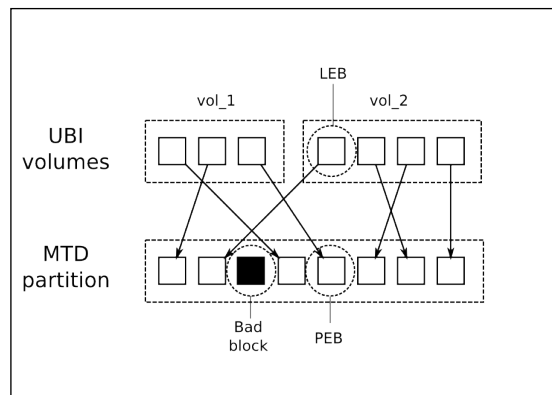 LEB
vol_1
vol_2
UBI
volumes
MTD
partition
Bad
block
PEB